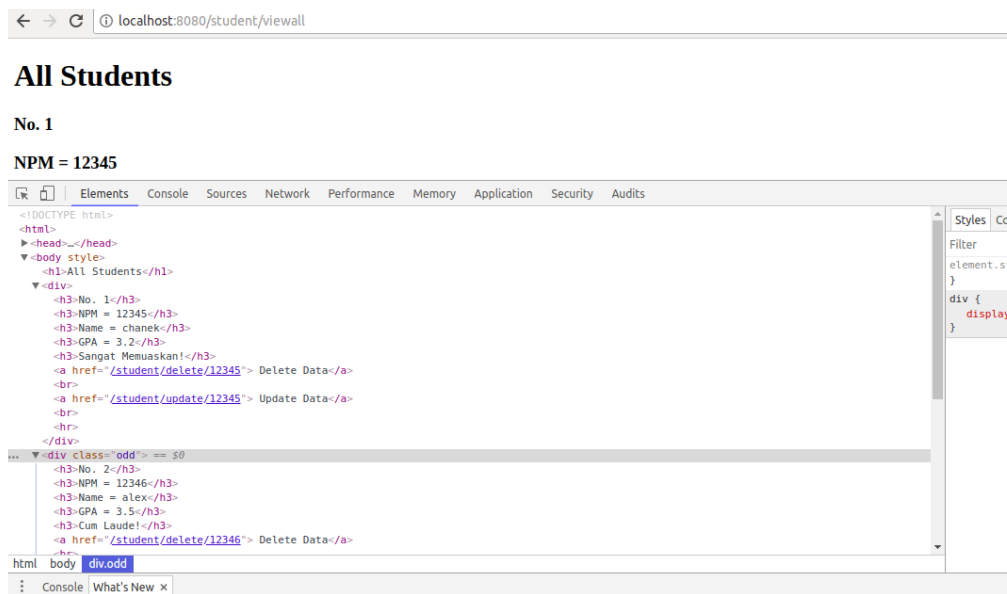 localhost:8080/student/viewall
All Students
No. 1
NPM = 12345
Elements Console Sources Network Performance Memory Application Security Audits
<!DOCTYPE html>
<html>
▶<head>…</head>
▼<body style>
<h1>All Students</h1>
▼<div>
<h3>No. 1</h3>
<h3>NPM = 12345</h3>
<h3>Name = chanek</h3>
<h3>GPA = 3.2</h3>
<h3>Sangat Memuaskan!</h3>
<a href="/student/delete/12345"> Delete Data</a>
<br>
<a href="/student/update/12345"> Update Data</a>
<br>
<hr>
</div>
... ▼<div class="odd"> == $0
<h3>No. 2</h3>
<h3>NPM = 12346</h3>
<h3>Name = alex</h3>
<h3>GPA = 3.5</h3>
<h3>Cum Laude!</h3>
<a href="/student/delete/12346"> Delete Data</a>
<br>
html body div.odd
Styles Co
Filter
element.s
}
div {
display
}
Console What's New ×